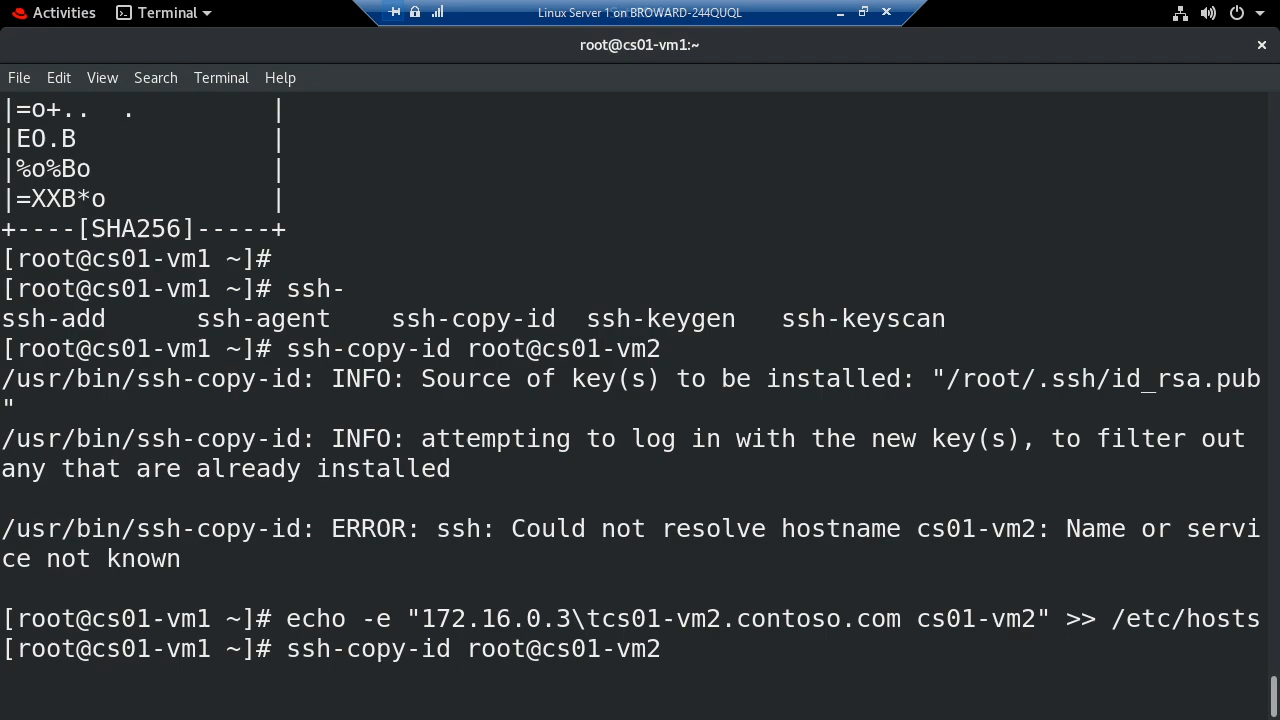 Activities Terminal Linux Server 1 on BROWARD-244QUQL
root@cs01-vm1:~
File Edit View Search Terminal Help
|=o+..  .         |
|EO.B             |
|%o%Bo            |
|=XXB*o           |
+----[SHA256]-----+
[root@cs01-vm1 ~]#
[root@cs01-vm1 ~]# ssh-
ssh-add      ssh-agent    ssh-copy-id  ssh-keygen   ssh-keyscan
[root@cs01-vm1 ~]# ssh-copy-id root@cs01-vm2
/usr/bin/ssh-copy-id: INFO: Source of key(s) to be installed: "/root/.ssh/id_rsa.pub
"
/usr/bin/ssh-copy-id: INFO: attempting to log in with the new key(s), to filter out
any that are already installed
/usr/bin/ssh-copy-id: ERROR: ssh: Could not resolve hostname cs01-vm2: Name or servi
ce not known
[root@cs01-vm1 ~]# echo -e "172.16.0.3\tcs01-vm2.contoso.com cs01-vm2" >> /etc/hosts
[root@cs01-vm1 ~]# ssh-copy-id root@cs01-vm2